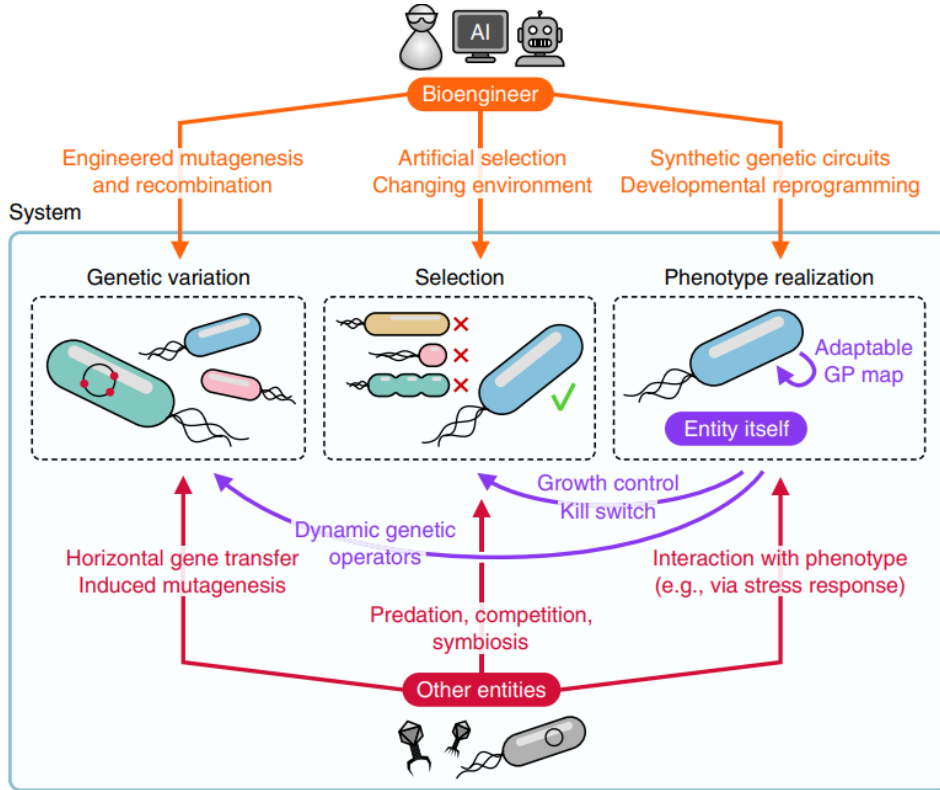 AI
Bioengineer
Engineered mutagenesis
and recombination
Artificial selection
Changing environment
Synthetic genetic circuits
Developmental reprogramming
System
Genetic variation
Selection
Phenotype realization
Adaptable
GP map
Entity itself
Growth control
Kill switch
Dynamic genetic
operators
Horizontal gene transfer
Induced mutagenesis
Predation, competition,
symbiosis
Interaction with phenotype
(e.g., via stress response)
Other entities